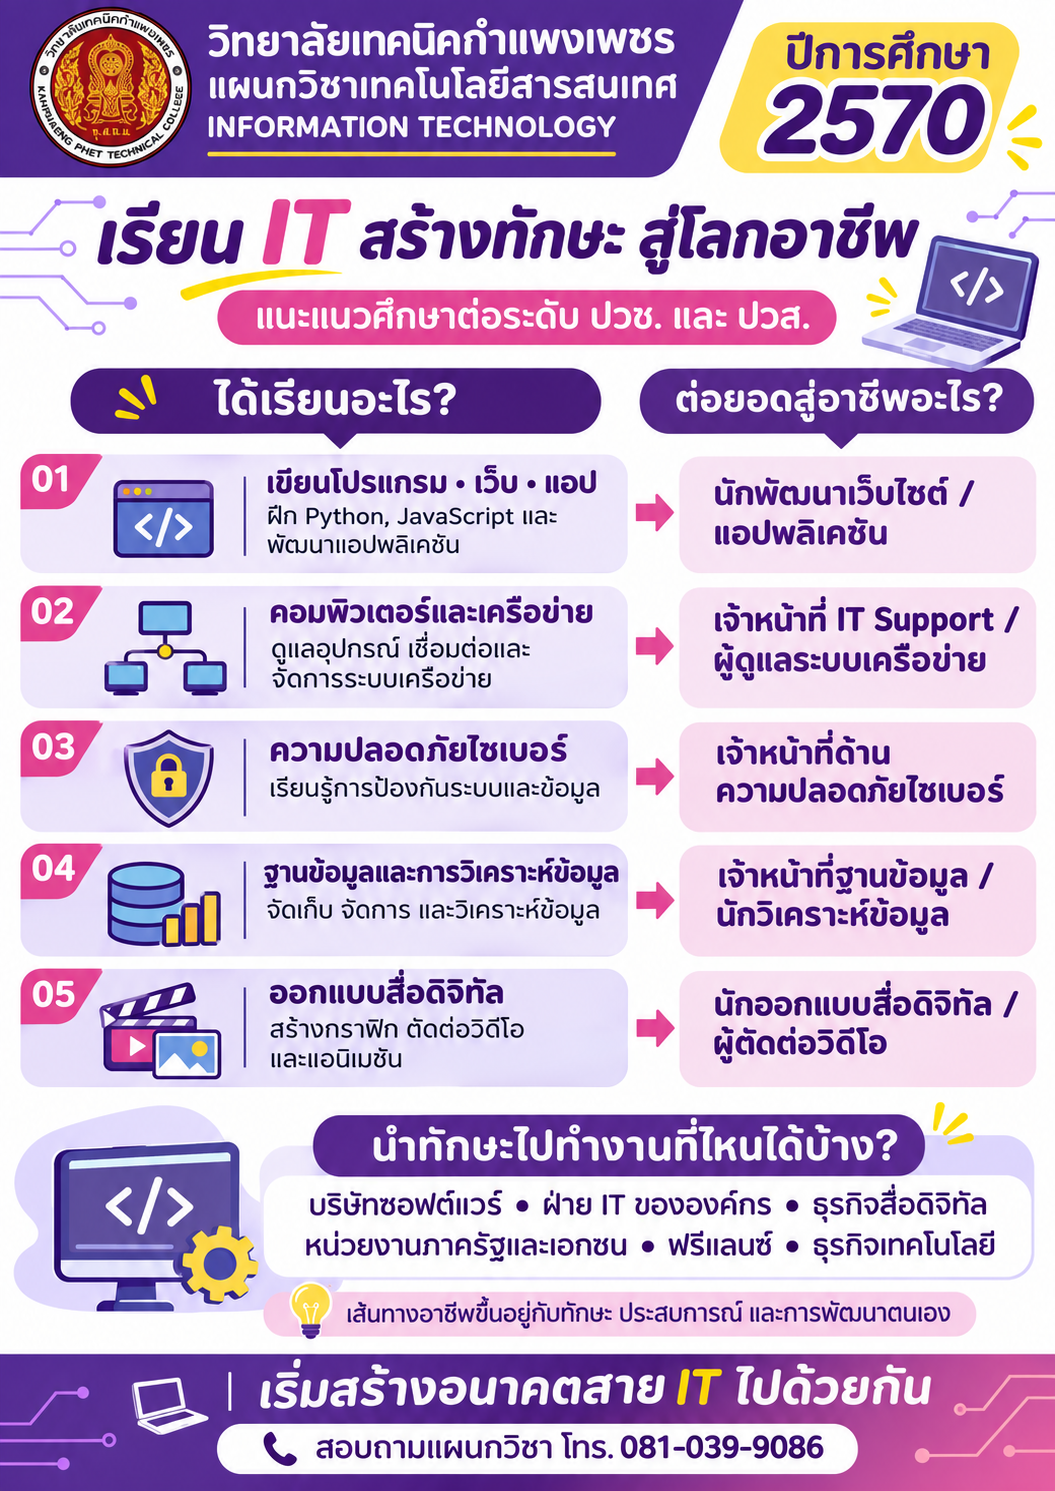 วิทยาลัยเทคนิคกำแพงเพชร
KAMPHAENG PHET TECHNICAL COLLEGE
วิทยาลัยเทคนิคกำแพงเพชร
แผนกวิชาเทคโนโลยีสารสนเทศ
INFORMATION TECHNOLOGY
ปีการศึกษา
2570
เรียน IT สร้างทักษะ สู่โลกอาชีพ
</>
แนะแนวศึกษาต่อระดับ ปวช. และ ปวส.
ได้เรียนอะไร?
ต่อยอดสู่อาชีพอะไร?
01
</>
เขียนโปรแกรม • เว็บ • แอป
ฝึก Python, JavaScript และ
พัฒนาแอปพลิเคชัน
นักพัฒนาเว็บไซต์ /
แอปพลิเคชัน
02
คอมพิวเตอร์และเครือข่าย
ดูแลอุปกรณ์ เชื่อมต่อและ
จัดการระบบเครือข่าย
เจ้าหน้าที่ IT Support /
ผู้ดูแลระบบเครือข่าย
03
ความปลอดภัยไซเบอร์
เรียนรู้การป้องกันระบบและข้อมูล
เจ้าหน้าที่ด้าน
ความปลอดภัยไซเบอร์
04
ฐานข้อมูลและการวิเคราะห์ข้อมูล
จัดเก็บ จัดการ และวิเคราะห์ข้อมูล
เจ้าหน้าที่ฐานข้อมูล /
นักวิเคราะห์ข้อมูล
05
ออกแบบสื่อดิจิทัล
สร้างกราฟิก ตัดต่อวิดีโอ
และแอนิเมชัน
นักออกแบบสื่อดิจิทัล /
ผู้ตัดต่อวิดีโอ
</>
นำทักษะไปทำงานที่ไหนได้บ้าง?
บริษัทซอฟต์แวร์ • ฝ่าย IT ขององค์กร • ธุรกิจสื่อดิจิทัล
หน่วยงานภาครัฐและเอกชน • ฟรีแลนซ์ • ธุรกิจเทคโนโลยี
เส้นทางอาชีพขึ้นอยู่กับทักษะ ประสบการณ์ และการพัฒนาตนเอง
เริ่มสร้างอนาคตสาย IT ไปด้วยกัน
สอบถามแผนกวิชา โทร. 081-039-9086